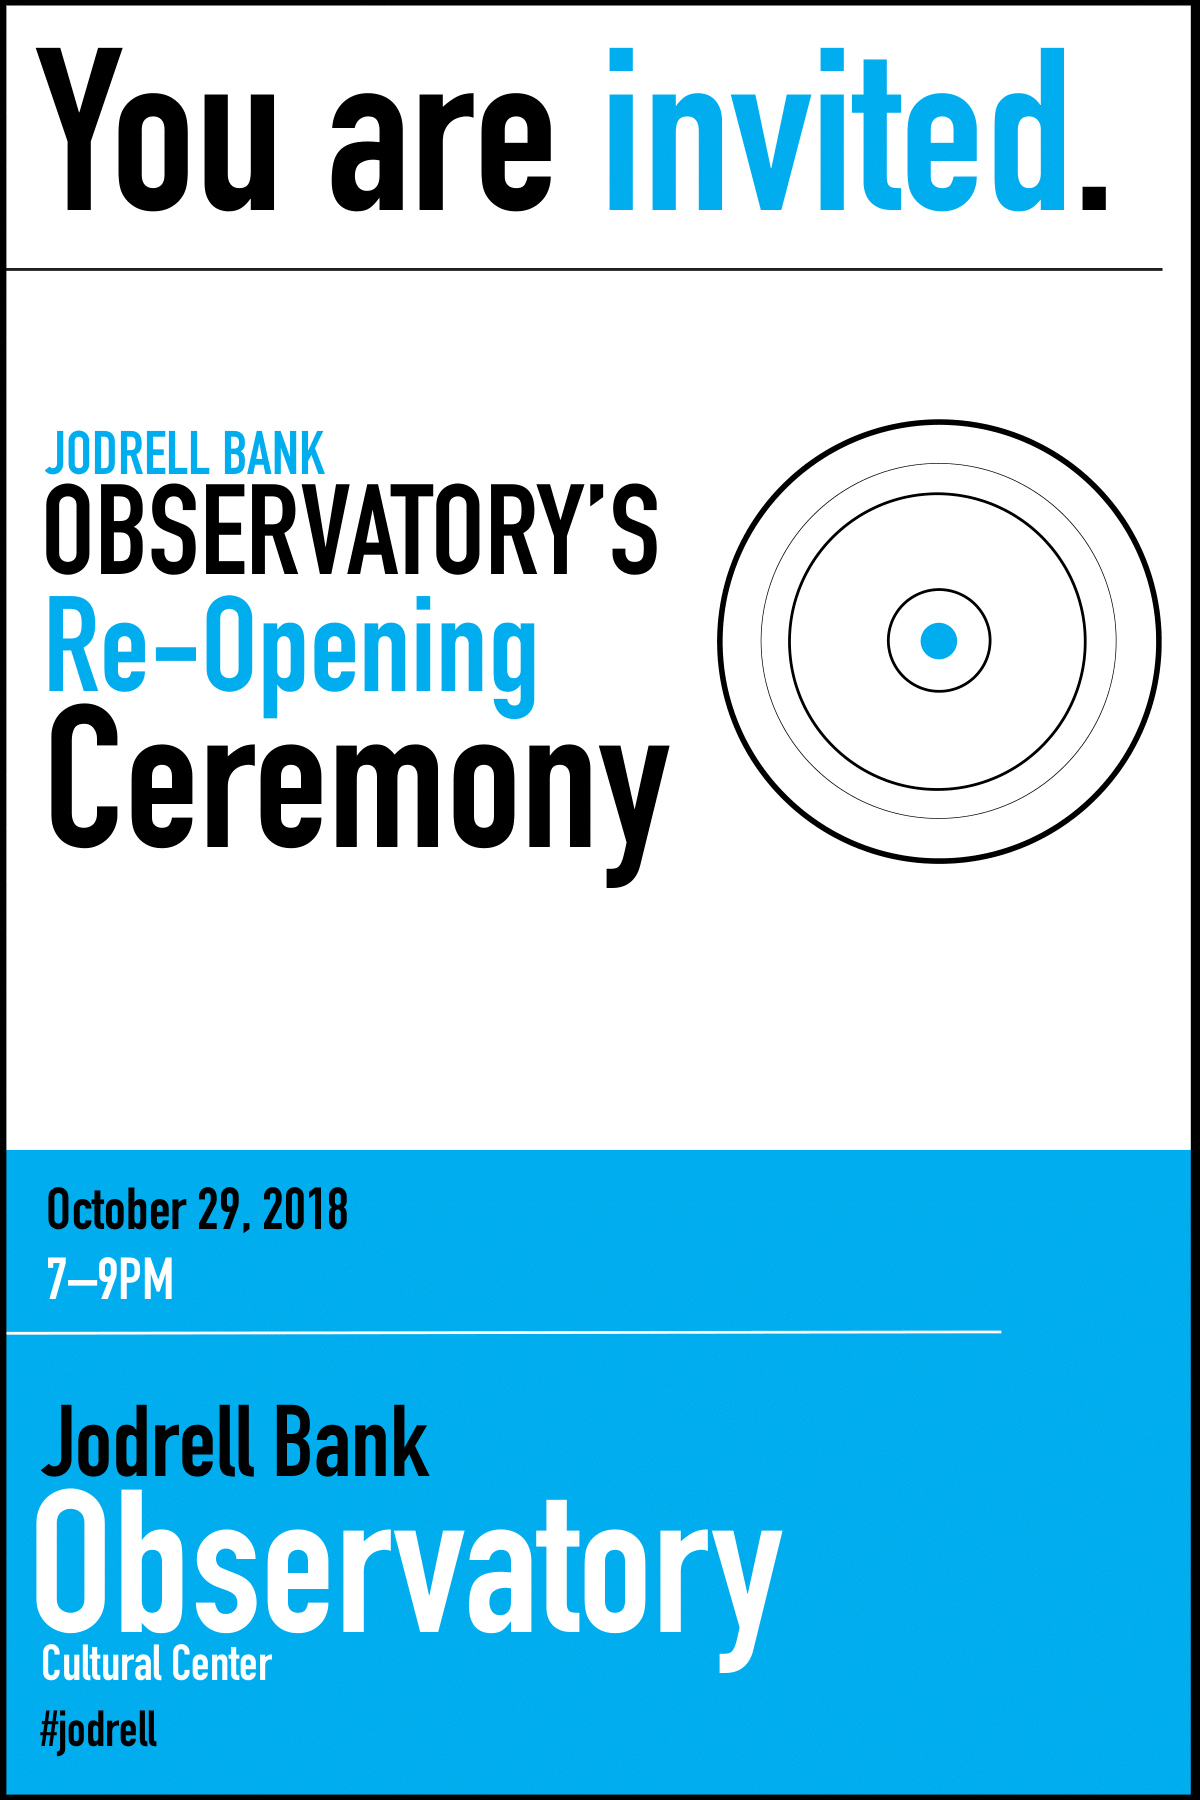 You are invited.
JODRELL BANK
OBSERVATORY’S
Re-Opening
Ceremony
October 29, 2018
7–9PM
Jodrell Bank
Observatory
Cultural Center
#jodrell